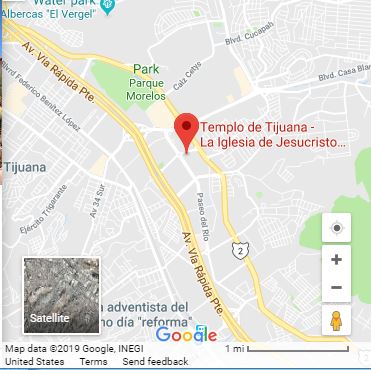 Water park
Albercas "El Vergel"
Blvd. Cucapah
Av. Vía Rápida Pte.
Park
Parque
Morelos
Calz Cetys
Blvd. Casa Blan
Blvd Federico Benitez López
Templo de Tijuana -
La Iglesia de Jesucristo...
Tijuana
Av 34 Sur
Ejército Trigarante
Paseo del Río
2
Av. Vía Rápida Pte.
Satellite
a adventista del
no día "reforma"
Google
Map data ©2019 Google, INEGI
1 mi
United States Terms Send feedback